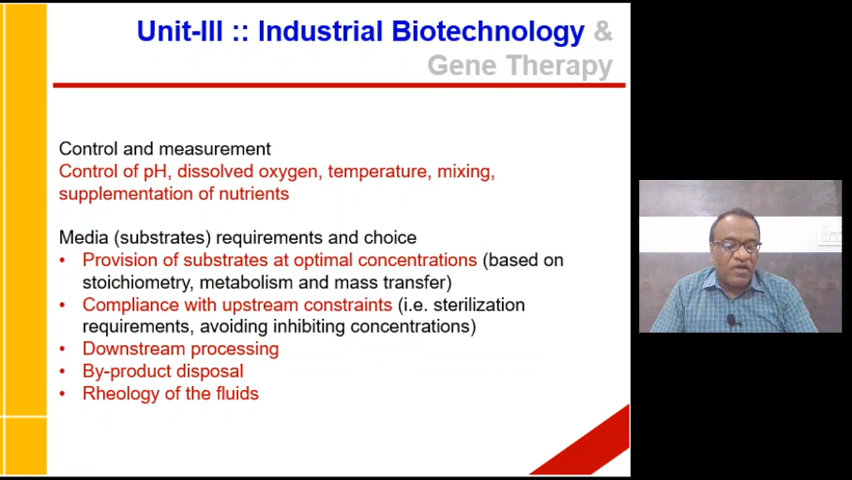 Unit-III :: Industrial Biotechnology &
Gene Therapy
Control and measurement
Control of pH, dissolved oxygen, temperature, mixing,
supplementation of nutrients
Media (substrates) requirements and choice
• Provision of substrates at optimal concentrations (based on
stoichiometry, metabolism and mass transfer)
• Compliance with upstream constraints (i.e. sterilization
requirements, avoiding inhibiting concentrations)
• Downstream processing
• By-product disposal
• Rheology of the fluids